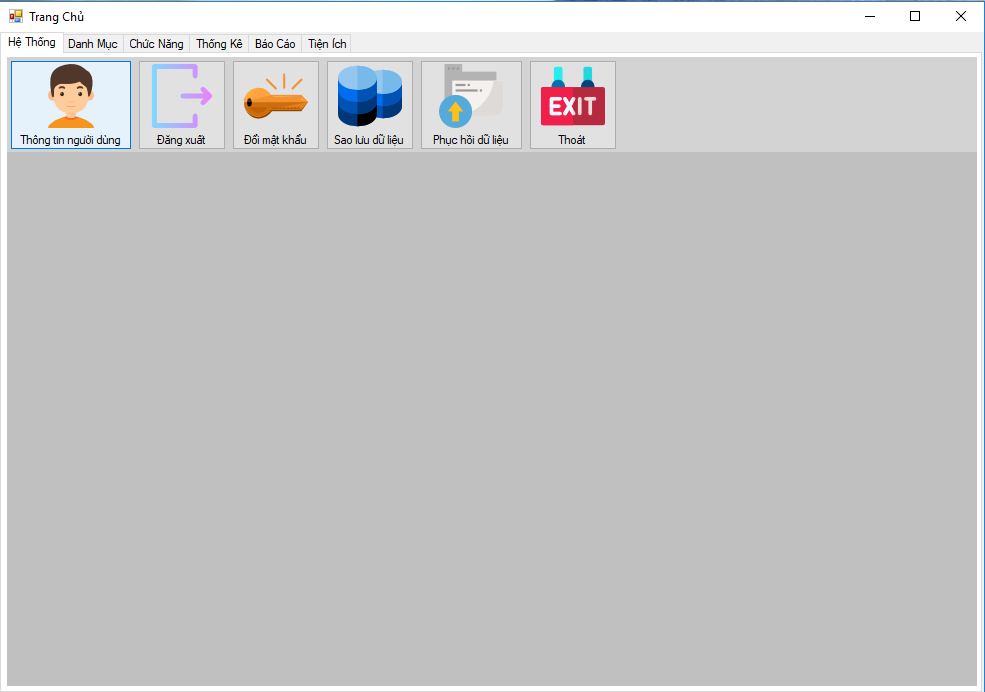 Trang Chủ
Hệ Thống Danh Mục Chức Năng Thống Kê Báo Cáo Tiện Ích
EXIT
Thông tin người dùng Đăng xuất Đổi mật khẩu Sao lưu dữ liệu Phục hồi dữ liệu Thoát